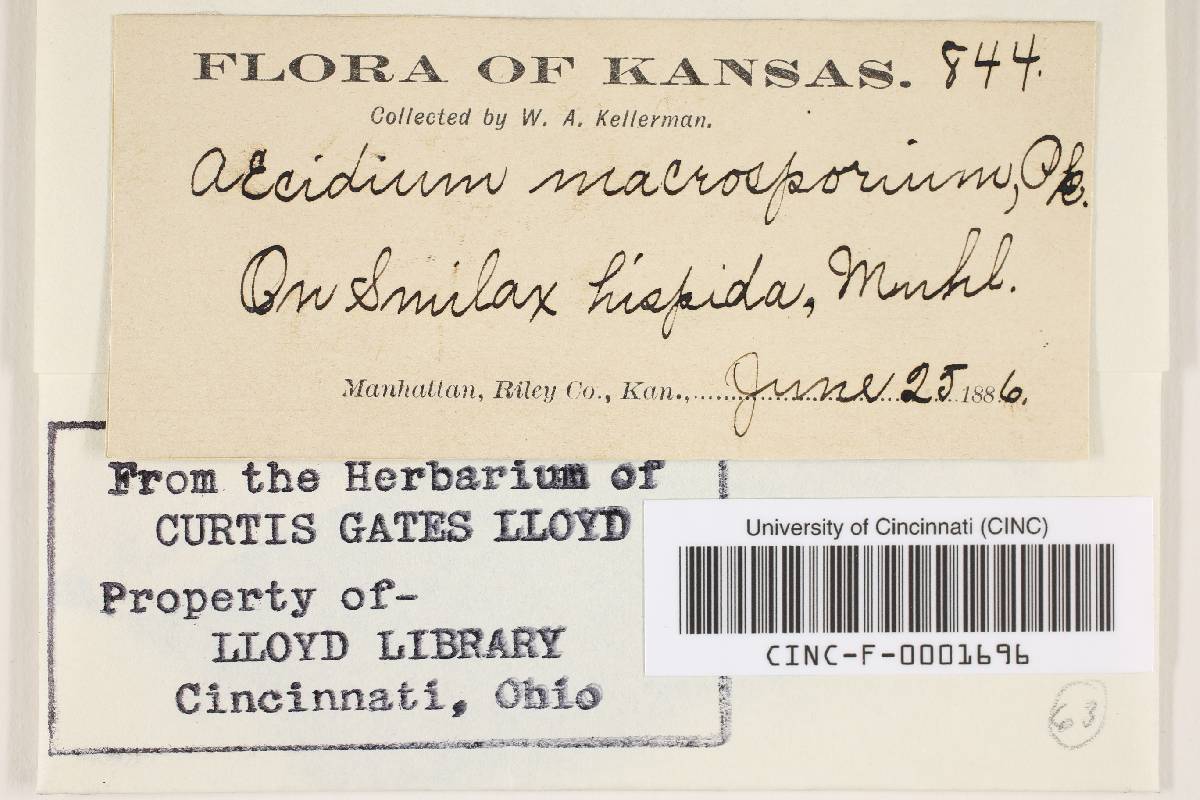 FLORA OF KANSAS. 844.
Collected by W. A. Kellerman.
Aecidium macrosporium, Pk.
On Smilax hispida, Muhl.
Manhattan, Riley Co., Kan., June 25 1886.
From the Herbarium of
CURTIS GATES LLOYD
Property of-
LLOYD LIBRARY
Cincinnati, Ohio
University of Cincinnati (CINC)
CINC-F-0001696
63